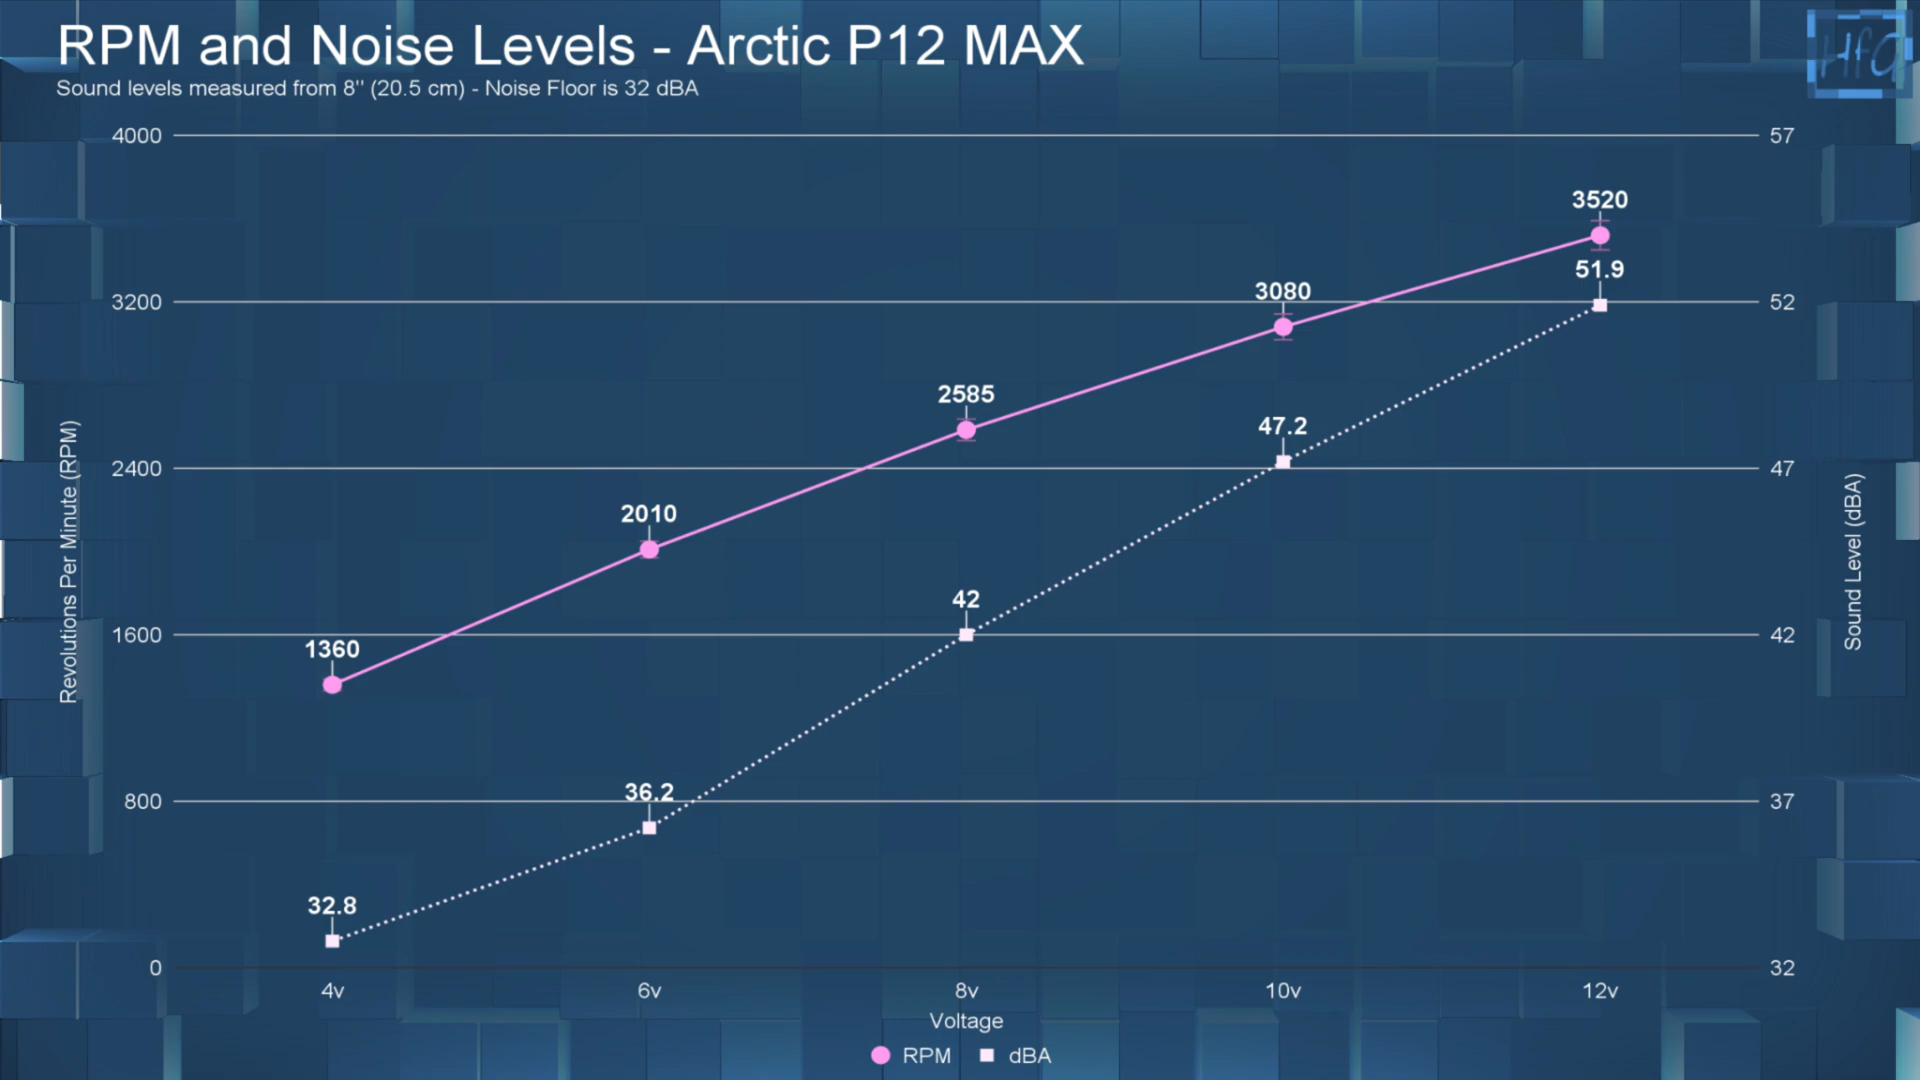 RPM and Noise Levels - Arctic P12 MAX
Sound levels measured from 8" (20.5 cm) - Noise Floor is 32 dBA
HfG
4000
57
3520
51.9
3080
3200
52
2585
47.2
2400
47
2010
42
1360
1600
42
36.2
800
37
32.8
0
32
Revolutions Per Minute (RPM)
Sound Level (dBA)
4v
6v
8v
10v
12v
Voltage
RPM
dBA